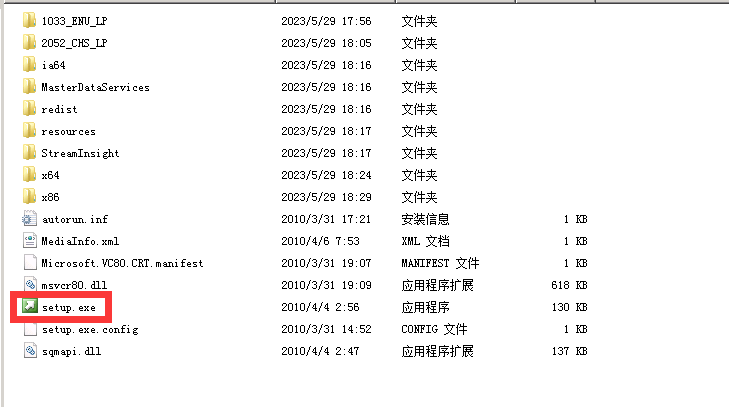 1033_ENU_LP 2023/5/29 17:56 文件夹
2052_CHS_LP 2023/5/29 18:05 文件夹
ia64 2023/5/29 18:16 文件夹
MasterDataServices 2023/5/29 18:16 文件夹
redist 2023/5/29 18:16 文件夹
resources 2023/5/29 18:17 文件夹
StreamInsight 2023/5/29 18:17 文件夹
x64 2023/5/29 18:24 文件夹
x86 2023/5/29 18:29 文件夹
autorun.inf 2010/3/31 17:21 安装信息 1 KB
MediaInfo.xml 2010/4/6 7:53 XML 文档 1 KB
Microsoft.VC80.CRT.manifest 2010/3/31 19:07 MANIFEST 文件 1 KB
msvcr80.dll 2010/3/31 19:09 应用程序扩展 618 KB
setup.exe 2010/4/4 2:56 应用程序 130 KB
setup.exe.config 2010/3/31 14:52 CONFIG 文件 1 KB
sqmapi.dll 2010/4/4 2:47 应用程序扩展 137 KB